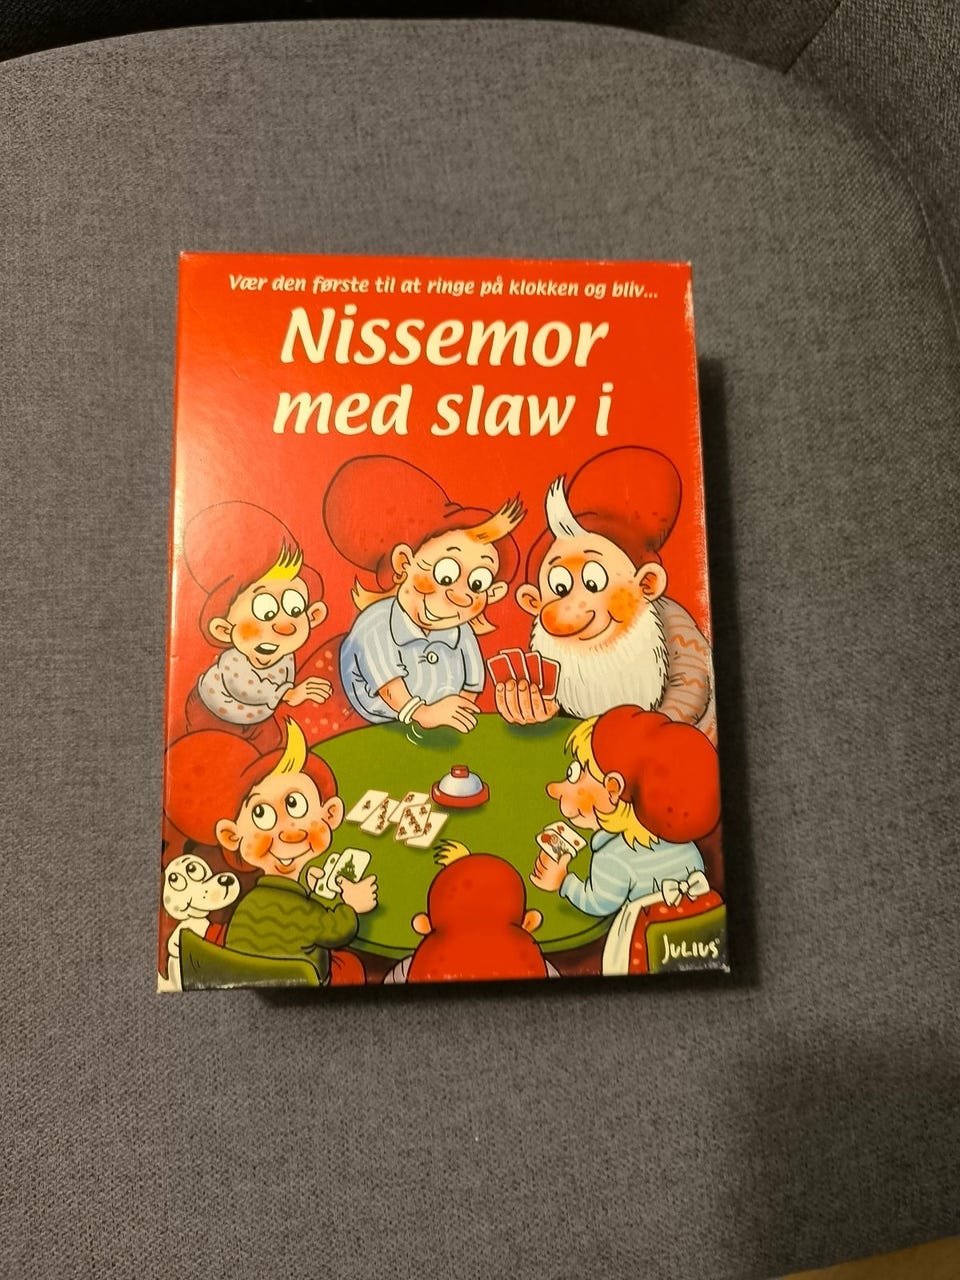 Vær den første til at ringe på klokken og bliv...
Nissemor
med slaw i
JULIUS